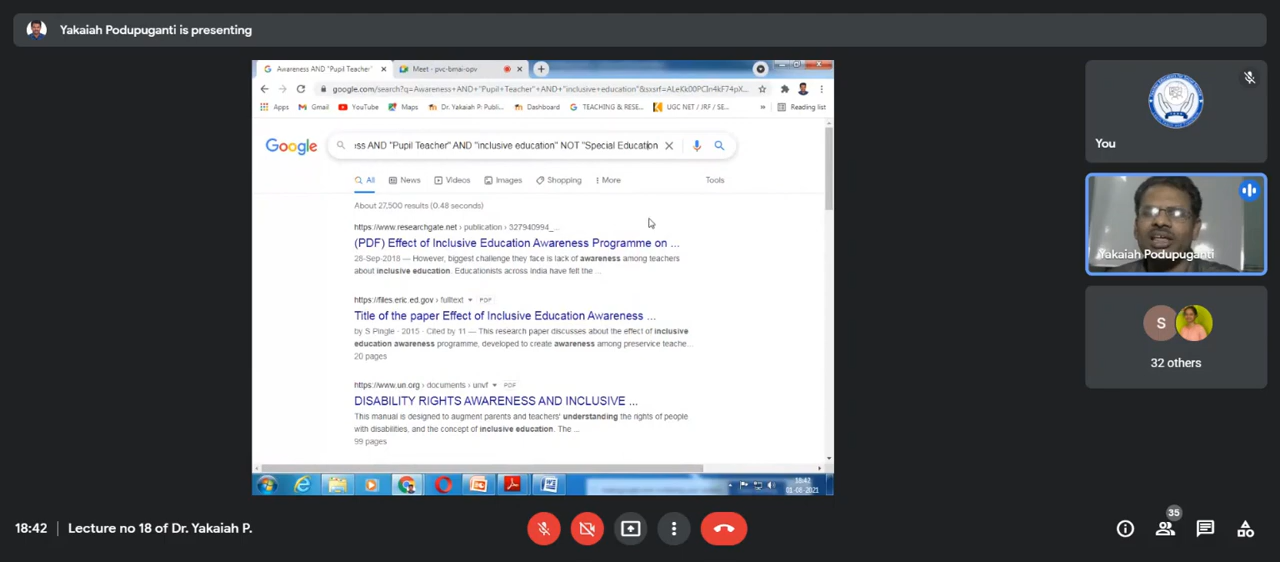 Yakaiah Podupuganti is presenting
Awareness AND "Pupil Teacher"
Meet - pvc-bmai-opv
google.com/search?q=Awareness+AND+"Pupil+Teacher"+AND+"inclusive+education"&sxsrf=ALeKk00PCIn4kF74pX...
Apps Gmail YouTube Maps Dr. Yakaiah P: Publi... Dashboard TEACHING & RESE... UGC NET / JRF / SE... » Reading list
Google
ess AND "Pupil Teacher" AND "inclusive education" NOT "Special Education
All News Videos Images Shopping More Tools
About 27,500 results (0.48 seconds)
https://www.researchgate.net › publication › 327940994_...
(PDF) Effect of Inclusive Education Awareness Programme on ...
28-Sep-2018 — However, biggest challenge they face is lack of awareness among teachers
about inclusive education. Educationists across India have felt the ...
https://files.eric.ed.gov › fulltext PDF
Title of the paper Effect of Inclusive Education Awareness ...
by S Pingle · 2015 · Cited by 11 — This research paper discusses about the effect of inclusive
education awareness programme, developed to create awareness among preservice teache...
20 pages
https://www.un.org › documents › unvf PDF
DISABILITY RIGHTS AWARENESS AND INCLUSIVE ...
This manual is designed to augment parents and teachers' understanding the rights of people
with disabilities, and the concept of inclusive education. The ...
99 pages
18:42
01-08-2021
You
Yakaiah Podupuganti
S
32 others
18:42 Lecture no 18 of Dr. Yakaiah P.
35